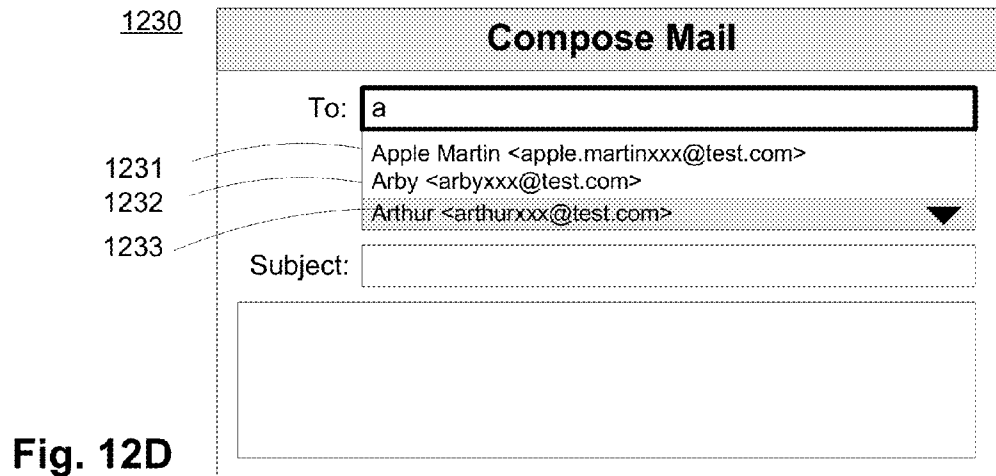 1230
Compose Mail
To: a
1231 Apple Martin <apple.martinxxx@test.com>
1232 Arby <arbyxxx@test.com>
1233 Arthur <arthurxxx@test.com>
Subject:
Fig. 12D